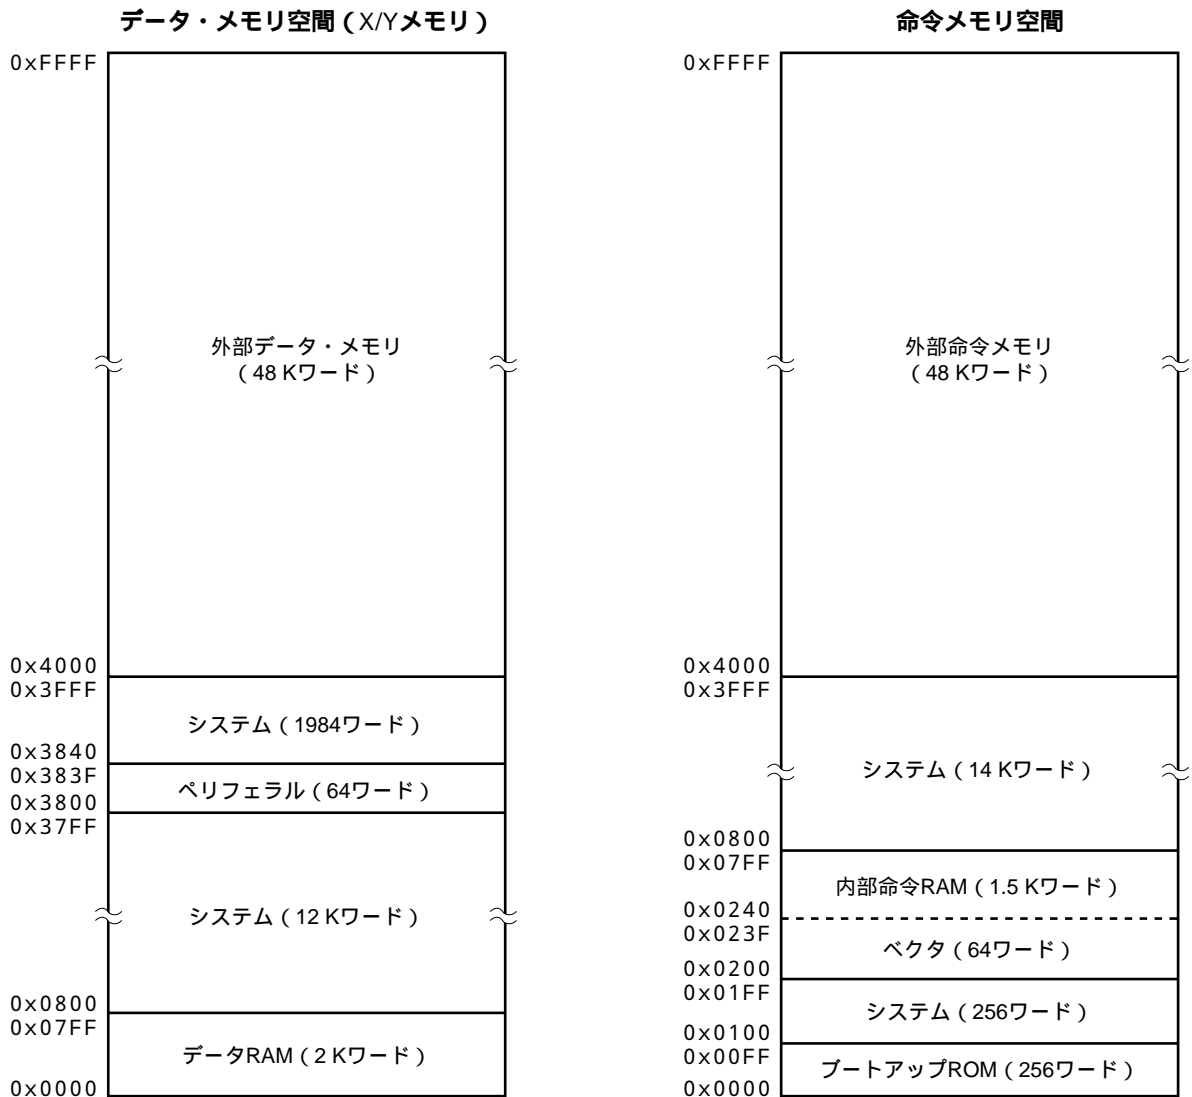 データ・メモリ空間（X/Yメモリ）
0xFFFF
外部データ・メモリ
（48 Kワード）
0x4000
0x3FFF
システム（1984ワード）
0x3840
0x383F
ペリフェラル（64ワード）
0x3800
0x37FF
システム（12 Kワード）
0x0800
0x07FF
データRAM（2 Kワード）
0x0000
命令メモリ空間
0xFFFF
外部命令メモリ
（48 Kワード）
0x4000
0x3FFF
システム（14 Kワード）
0x0800
0x07FF
内部命令RAM（1.5 Kワード）
0x0240
0x023F
ベクタ（64ワード）
0x0200
0x01FF
システム（256ワード）
0x0100
0x00FF
ブートアップROM（256ワード）
0x0000